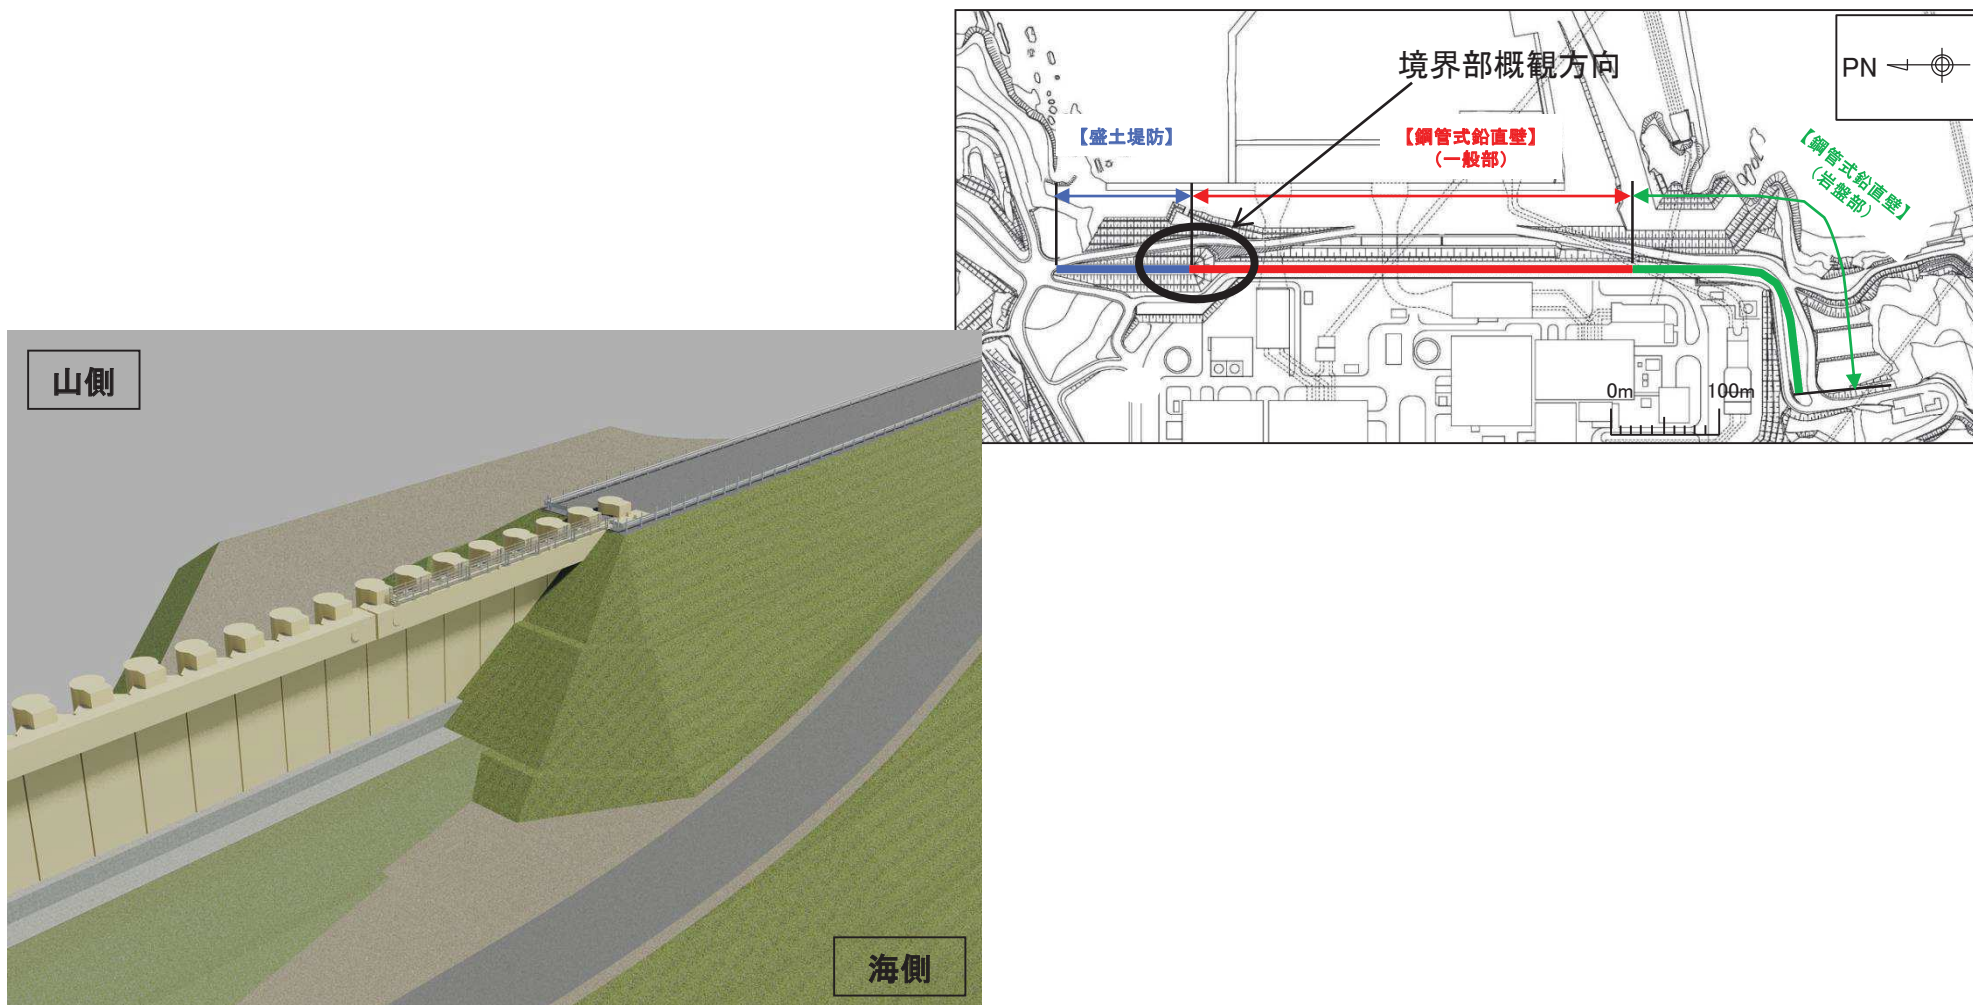 境界部概観方向
PN
【盛土堤防】
【鋼管式鉛直壁】
（一般部）
【鋼管式鉛直壁】
（岩盤部）
0m
100m
山側
海側